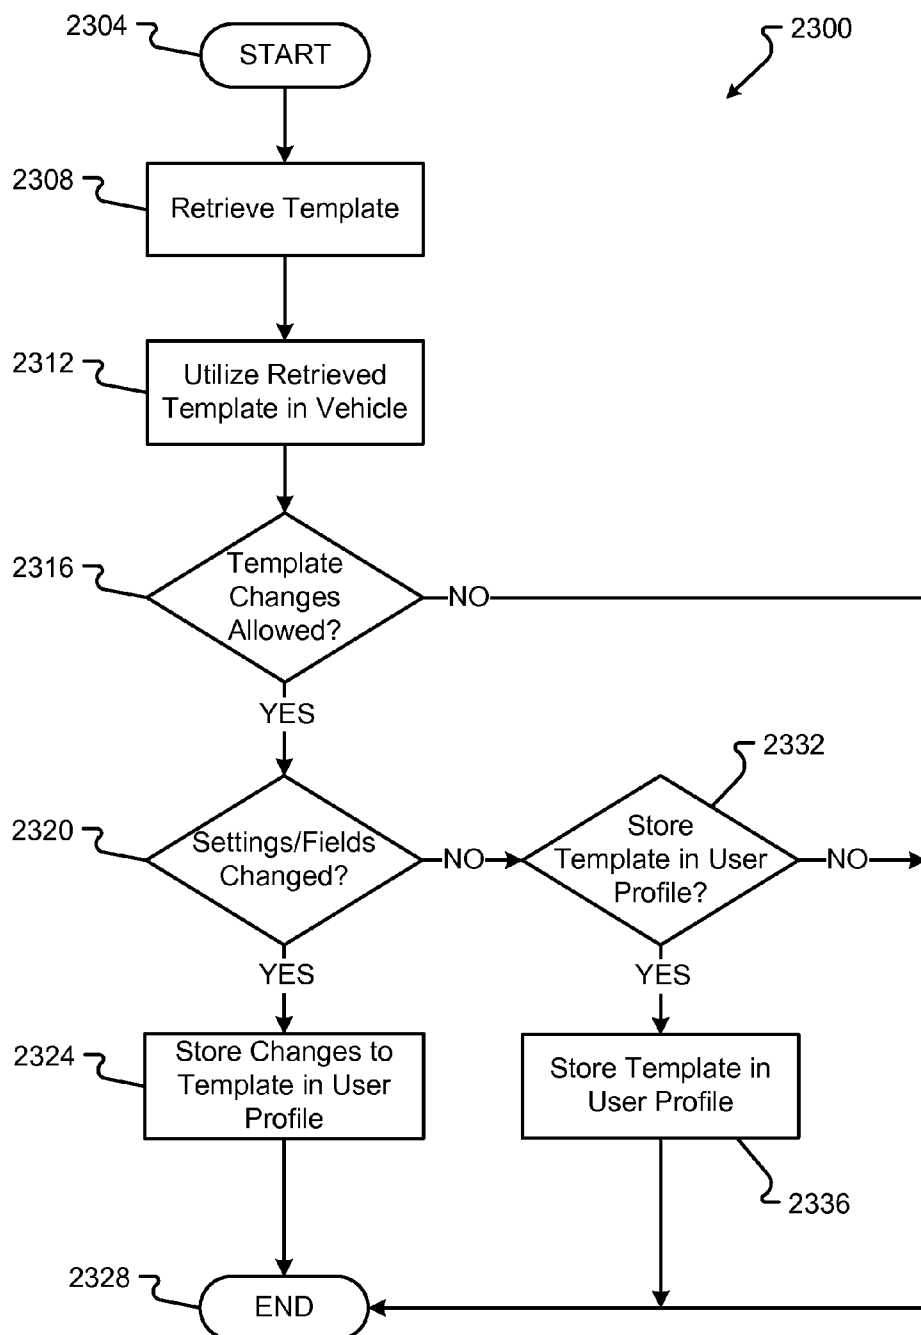 2304
START
2300
2308
Retrieve Template
2312
Utilize Retrieved
Template in Vehicle
2316
Template
Changes
Allowed?
NO
YES
2332
2320
Settings/Fields
Changed?
NO
Store
Template in User
Profile?
NO
YES
YES
2324
Store Changes to
Template in User
Profile
Store Template in
User Profile
2336
2328
END